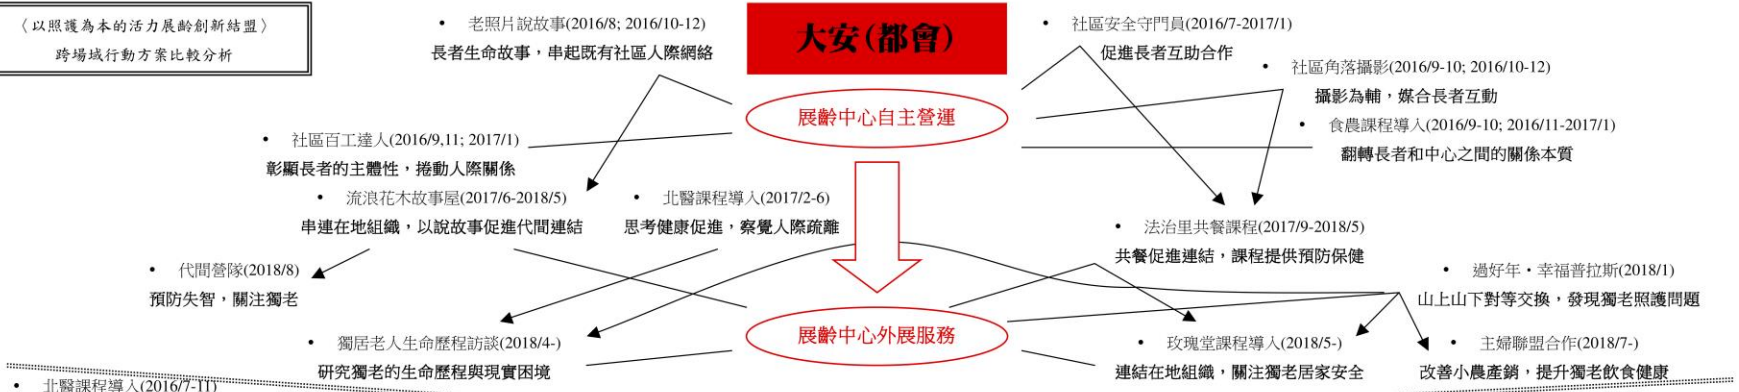 〈以照護為本的活力展齡創新結盟〉
跨場域行動方案比較分析
• 老照片說故事(2016/8; 2016/10-12)
長者生命故事，串起既有社區人際網絡
大安(都會)
• 社區安全守門員(2016/7-2017/1)
促進長者互助合作
• 社區角落攝影(2016/9-10; 2016/10-12)
攝影為輔，媒合長者互動
展齡中心自主營運
• 食農課程導入(2016/9-10; 2016/11-2017/1)
翻轉長者和中心之間的關係本質
• 社區百工達人(2016/9,11; 2017/1)
彰顯長者的主體性，捲動人際關係
• 流浪花木故事屋(2017/6-2018/5)
串連在地組織，以說故事促進代間連結
• 北醫課程導入(2017/2-6)
思考健康促進，察覺人際疏離
• 法治里共餐課程(2017/9-2018/5)
共餐促進連結，課程提供預防保健
• 代間營隊(2018/8)
預防失智，關注獨老
• 過好年・幸福普拉斯(2018/1)
山上山下對等交換，發現獨老照護問題
展齡中心外展服務
• 獨居老人生命歷程訪談(2018/4-)
研究獨老的生命歷程與現實困境
• 玫瑰堂課程導入(2018/5-)
連結在地組織，關注獨老居家安全
• 主婦聯盟合作(2018/7-)
改善小農產銷，提升獨老飲食健康
• 北醫課程導入(2016/7-11)